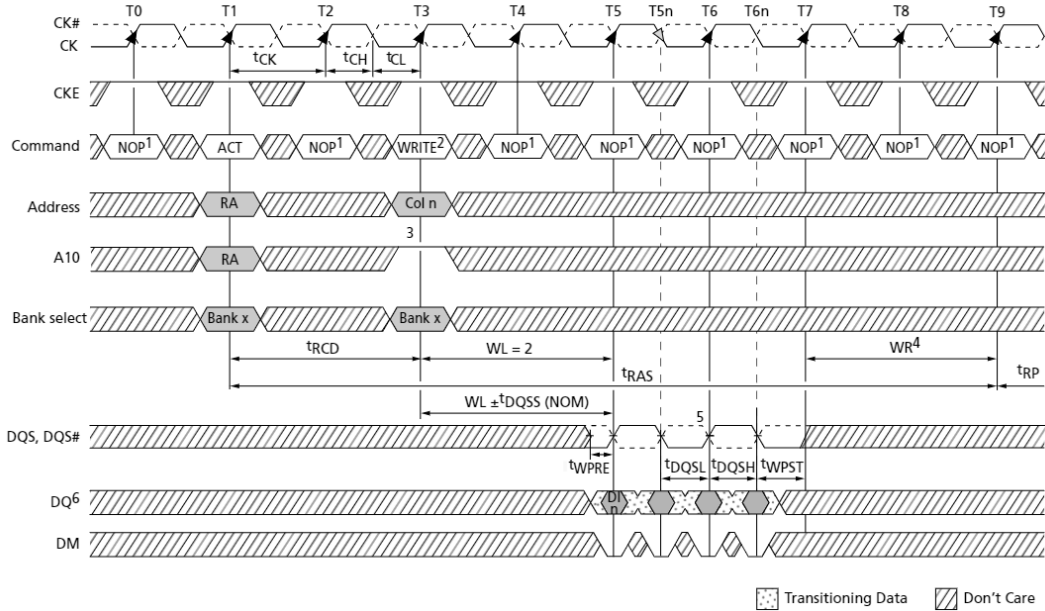 T0 T1 T2 T3 T4 T5 T5n T6 T6n T7 T8 T9
CK#
CK
tCK tCH tCL
CKE
Command NOP1 ACT NOP1 WRITE2 NOP1 NOP1 NOP1 NOP1 NOP1 NOP1
Address RA Col n
3
A10 RA
Bank select Bank x Bank x
tRCD WL = 2 WR4
tRAS tRP
WL ±tDQSS (NOM)
5
DQS, DQS#
tWPRE tDQSL tDQSH tWPST
DQ6 DI
n
DM
Transitioning Data Don't Care